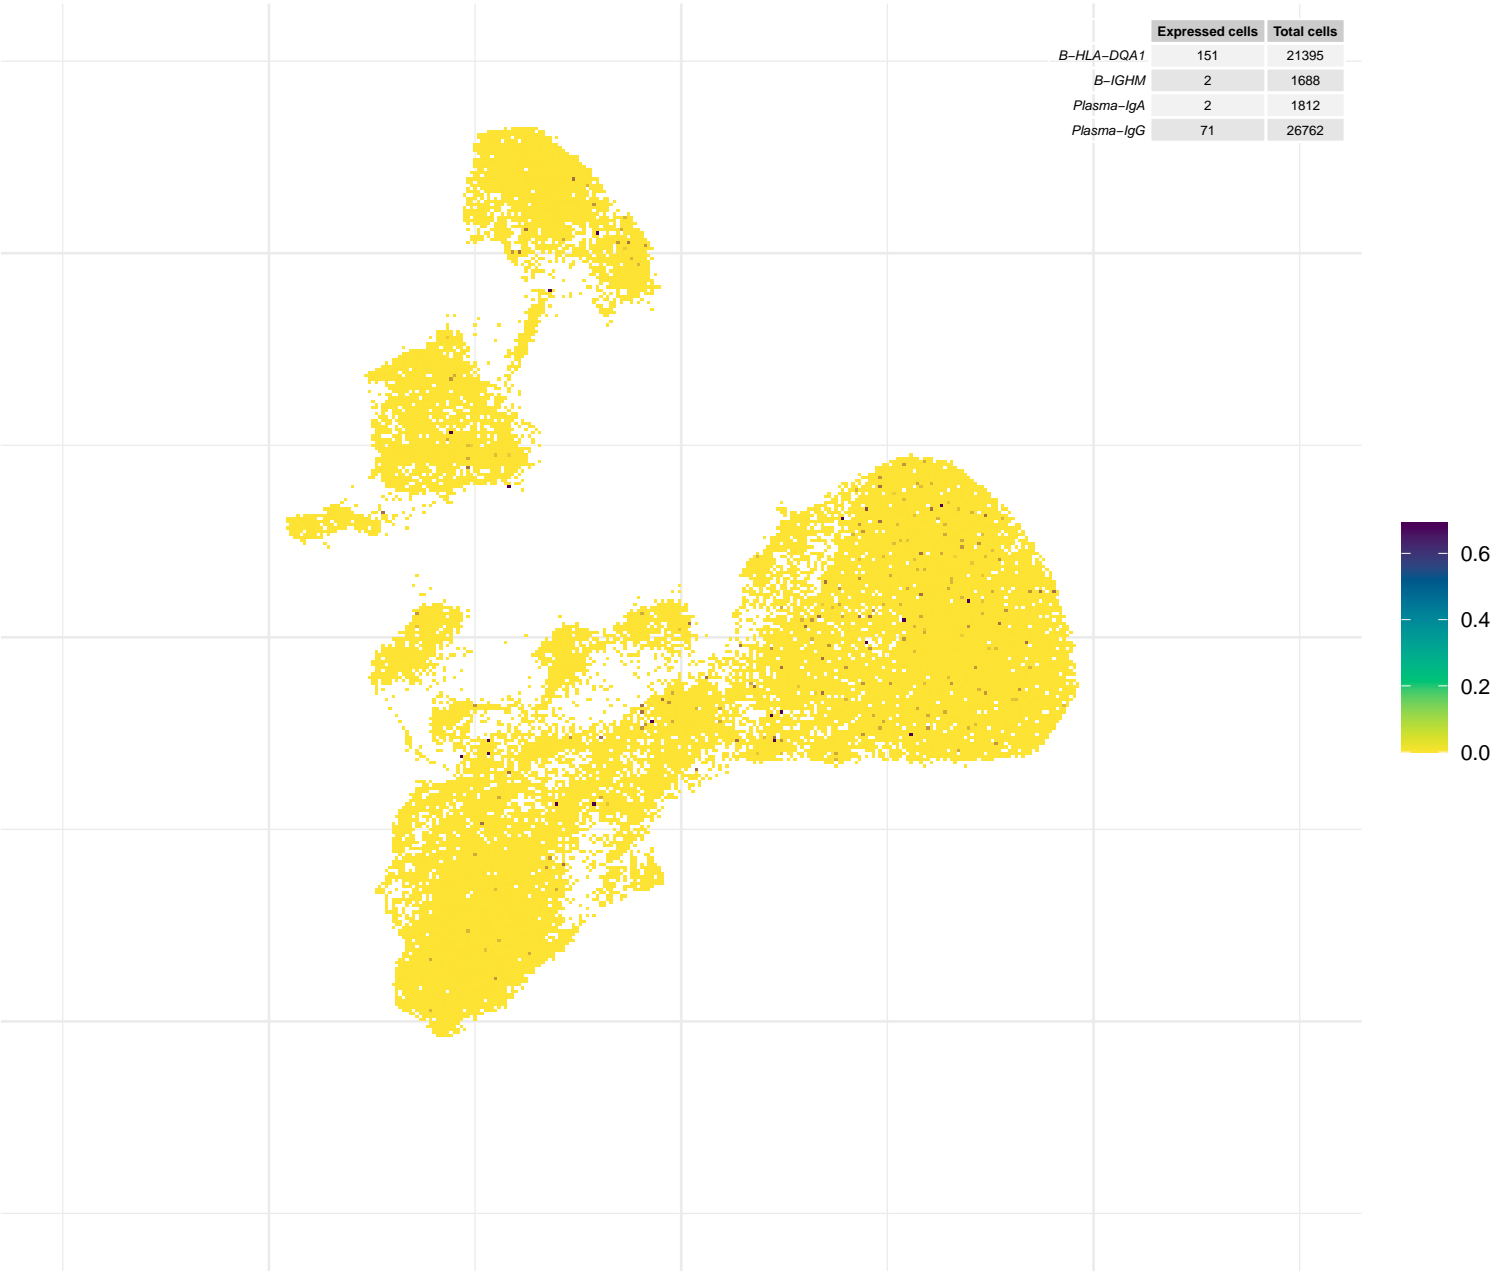 Expressed cells Total cells
B−HLA−DQA1 151 21395
B−IGHM 2 1688
Plasma−IgA 2 1812
Plasma−IgG 71 26762
0.6
0.4
0.2
0.0